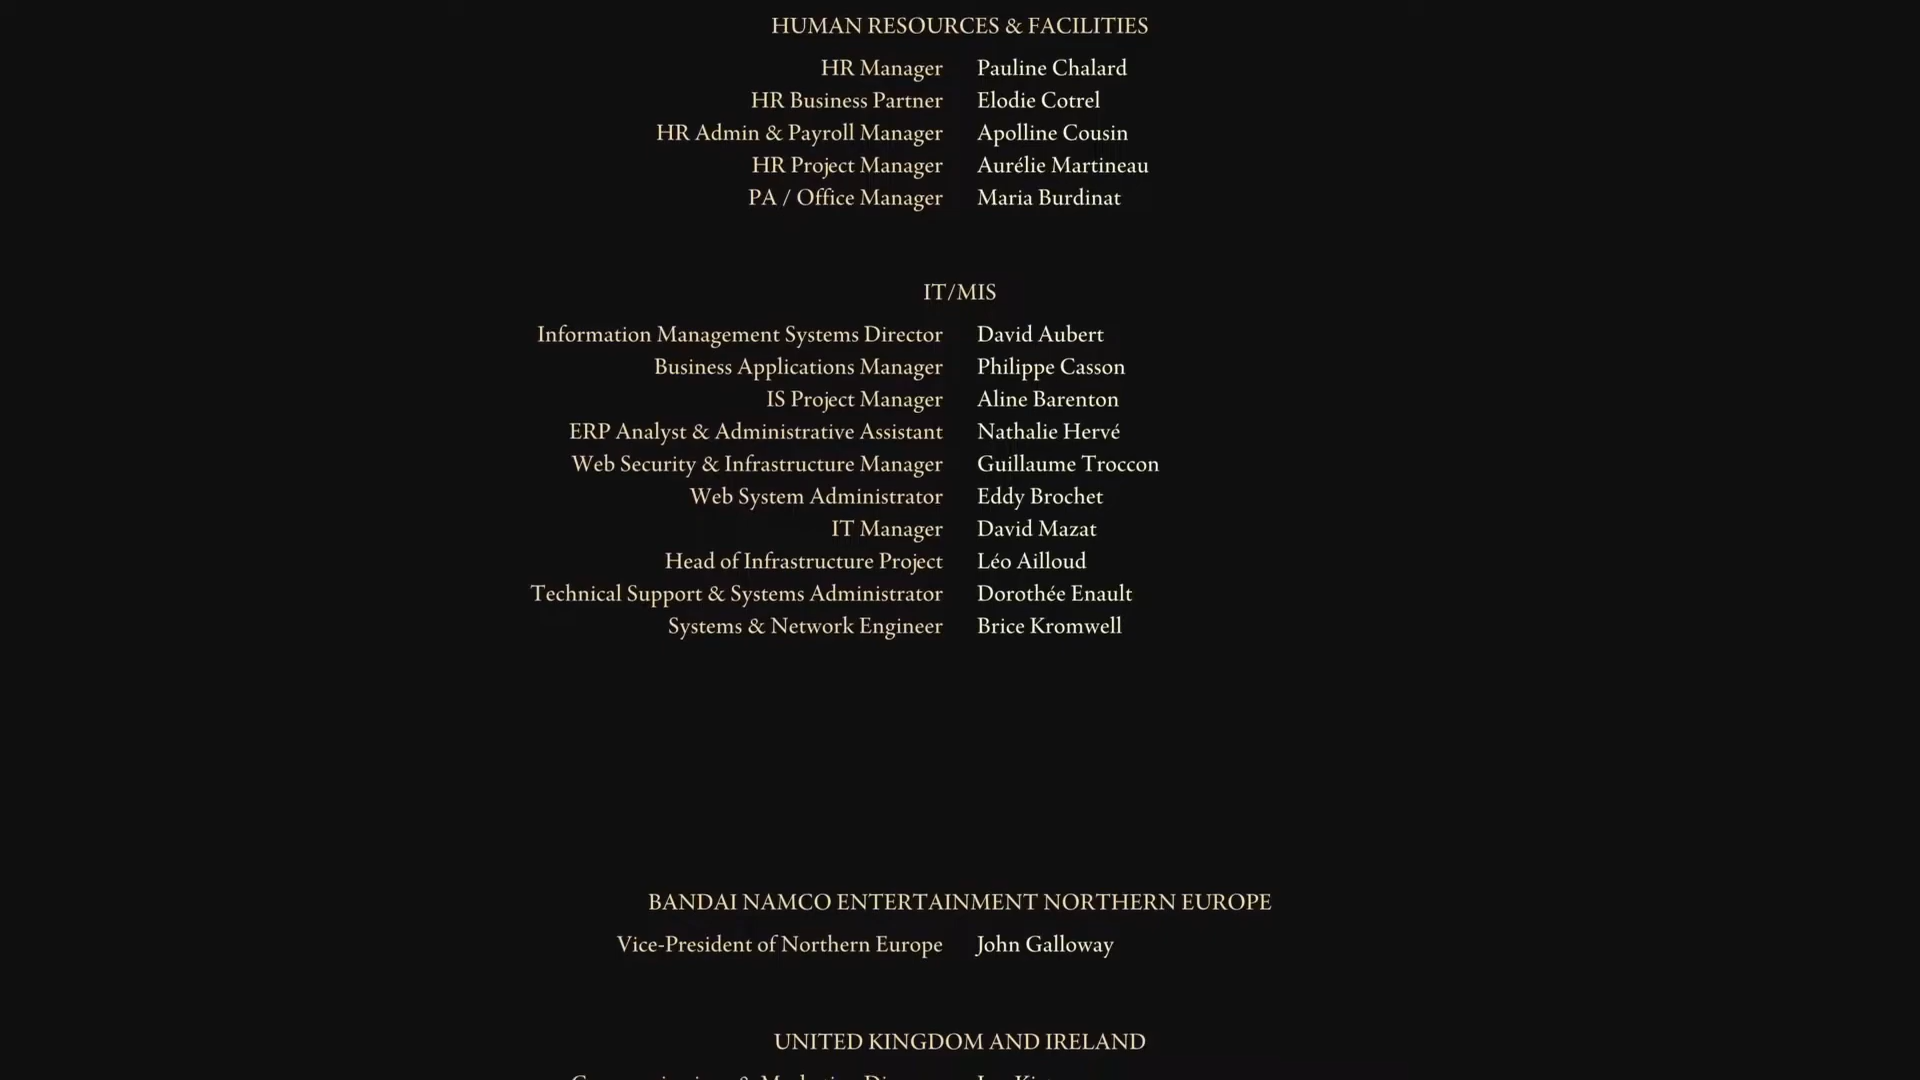 HUMAN RESOURCES & FACILITIES
HR Manager Pauline Chalard
HR Business Partner Elodie Cotrel
HR Admin & Payroll Manager Apolline Cousin
HR Project Manager Aurélie Martineau
PA / Office Manager Maria Burdinat
IT/MIS
Information Management Systems Director David Aubert
Business Applications Manager Philippe Casson
IS Project Manager Aline Barenton
ERP Analyst & Administrative Assistant Nathalie Hervé
Web Security & Infrastructure Manager Guillaume Troccon
Web System Administrator Eddy Brochet
IT Manager David Mazat
Head of Infrastructure Project Léo Ailloud
Technical Support & Systems Administrator Dorothée Enault
Systems & Network Engineer Brice Kromwell
BANDAI NAMCO ENTERTAINMENT NORTHERN EUROPE
Vice-President of Northern Europe John Galloway
UNITED KINGDOM AND IRELAND